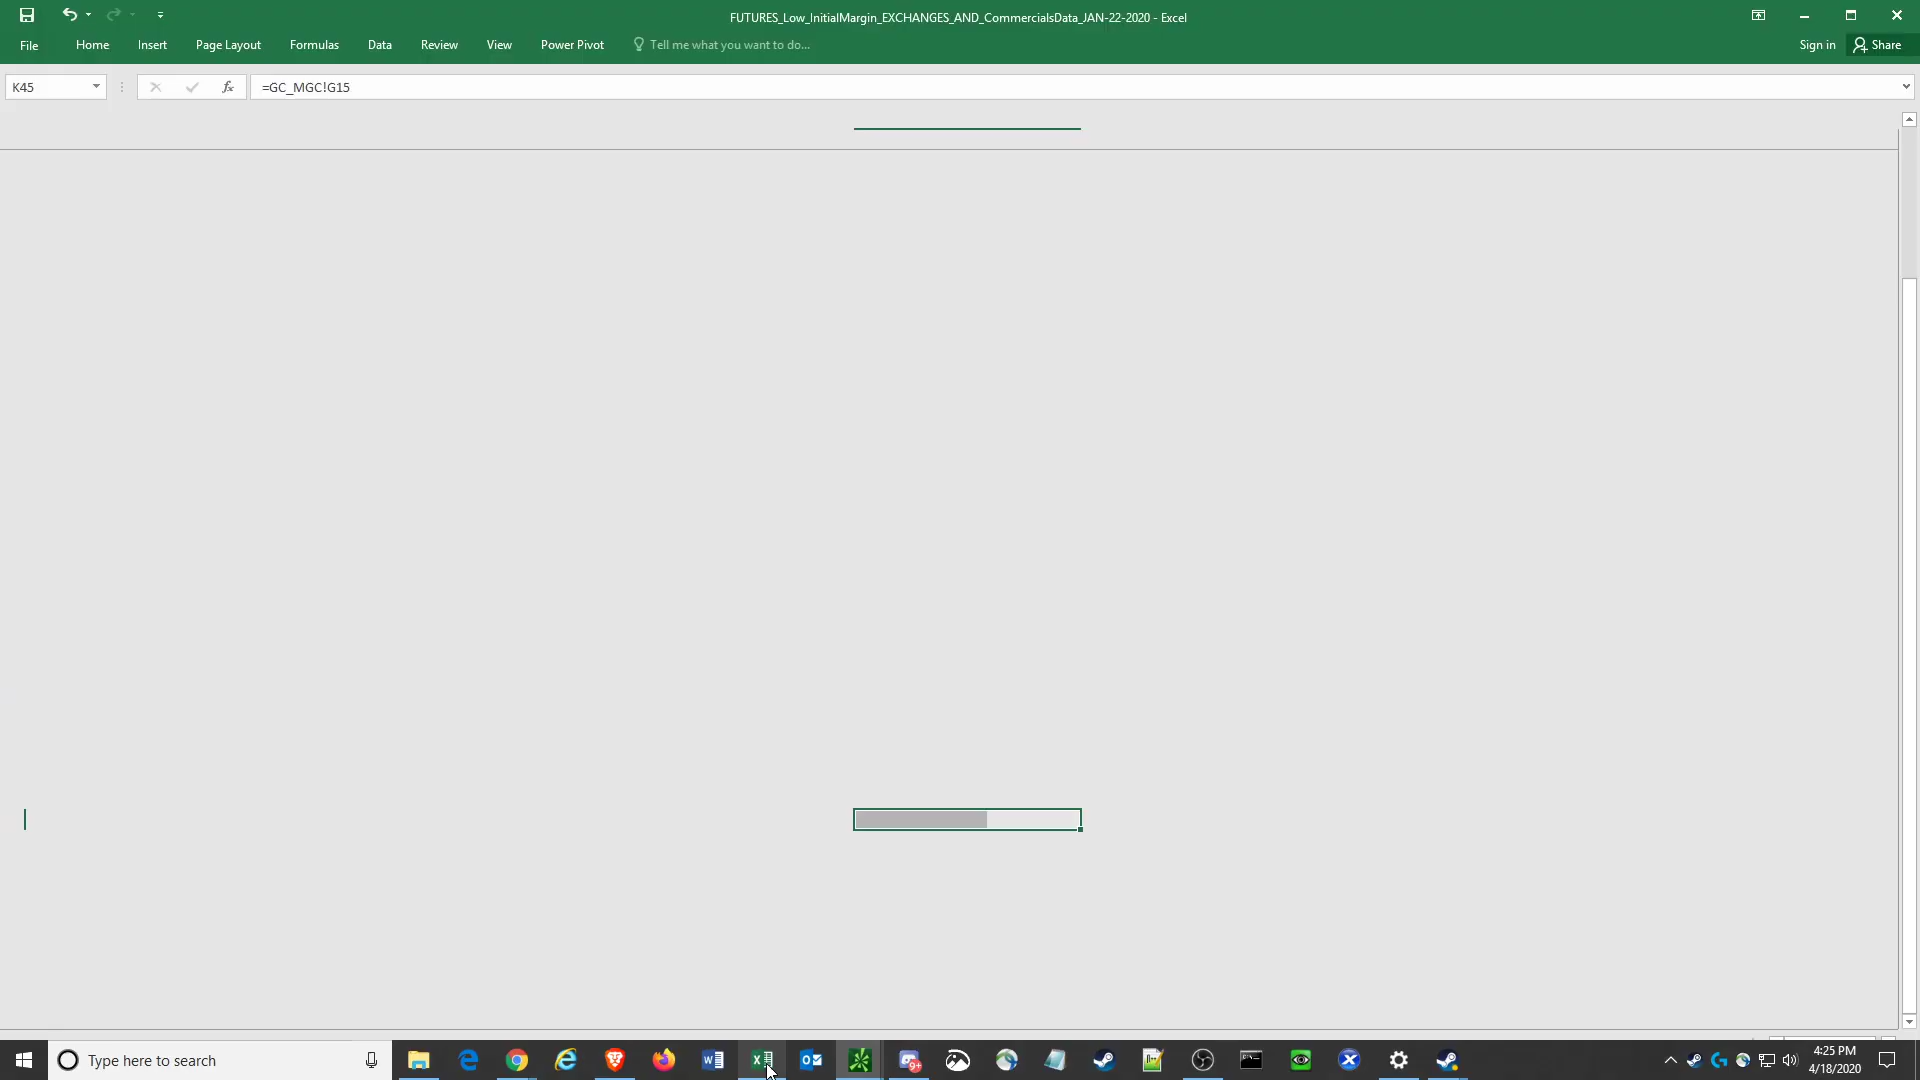 FUTURES_Low_InitialMargin_EXCHANGES_AND_CommercialsData_JAN-22-2020 - Excel
File Home Insert Page Layout Formulas Data Review View Power Pivot Tell me what you want to do... Sign in Share
K45 fx =GC_MGC!G15
Type here to search
9+
4:25 PM
4/18/2020